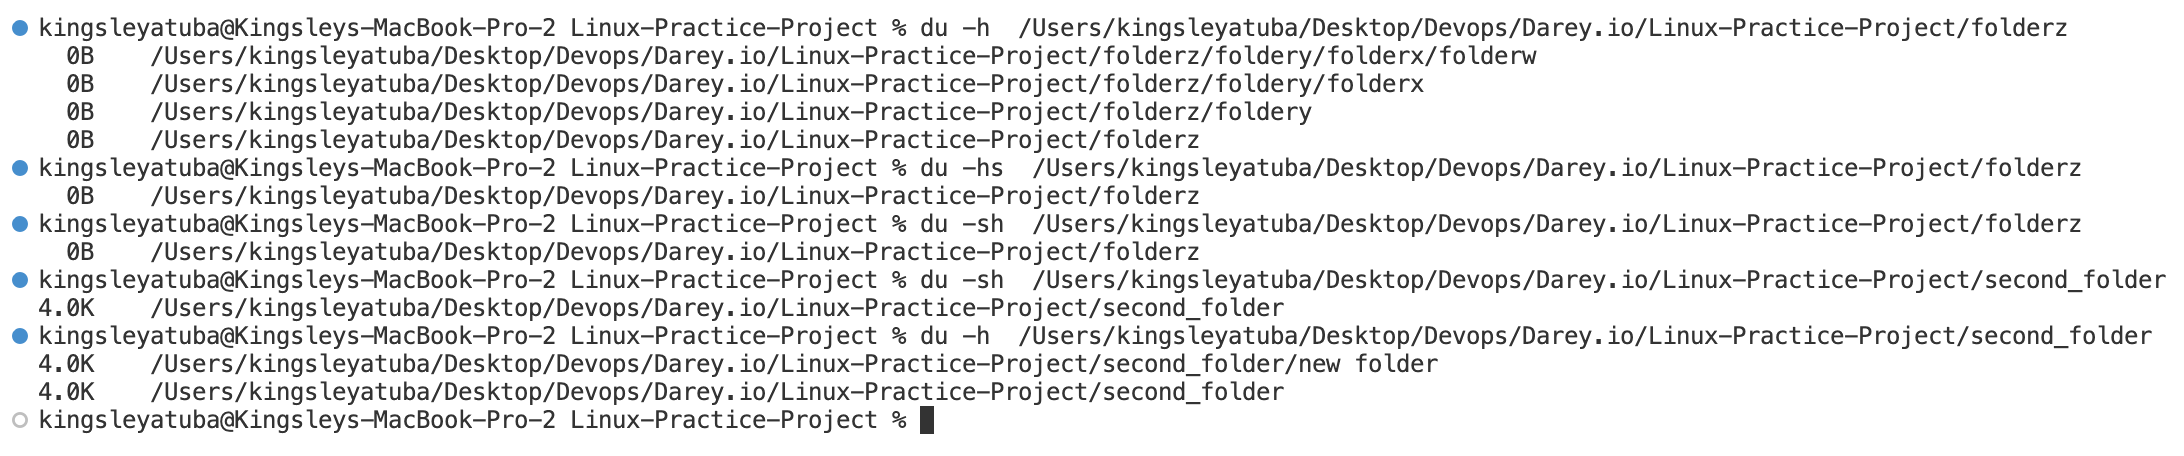 kingsleyatuba@Kingsleys-MacBook-Pro-2 Linux-Practice-Project % du -h  /Users/kingsleyatuba/Desktop/Devops/Darey.io/Linux-Practice-Project/folderz
  0B    /Users/kingsleyatuba/Desktop/Devops/Darey.io/Linux-Practice-Project/folderz/foldery/folderx/folderw
  0B    /Users/kingsleyatuba/Desktop/Devops/Darey.io/Linux-Practice-Project/folderz/foldery/folderx
  0B    /Users/kingsleyatuba/Desktop/Devops/Darey.io/Linux-Practice-Project/folderz/foldery
  0B    /Users/kingsleyatuba/Desktop/Devops/Darey.io/Linux-Practice-Project/folderz
kingsleyatuba@Kingsleys-MacBook-Pro-2 Linux-Practice-Project % du -hs  /Users/kingsleyatuba/Desktop/Devops/Darey.io/Linux-Practice-Project/folderz
  0B    /Users/kingsleyatuba/Desktop/Devops/Darey.io/Linux-Practice-Project/folderz
kingsleyatuba@Kingsleys-MacBook-Pro-2 Linux-Practice-Project % du -sh  /Users/kingsleyatuba/Desktop/Devops/Darey.io/Linux-Practice-Project/folderz
  0B    /Users/kingsleyatuba/Desktop/Devops/Darey.io/Linux-Practice-Project/folderz
kingsleyatuba@Kingsleys-MacBook-Pro-2 Linux-Practice-Project % du -sh  /Users/kingsleyatuba/Desktop/Devops/Darey.io/Linux-Practice-Project/second_folder
4.0K    /Users/kingsleyatuba/Desktop/Devops/Darey.io/Linux-Practice-Project/second_folder
kingsleyatuba@Kingsleys-MacBook-Pro-2 Linux-Practice-Project % du -h  /Users/kingsleyatuba/Desktop/Devops/Darey.io/Linux-Practice-Project/second_folder
4.0K    /Users/kingsleyatuba/Desktop/Devops/Darey.io/Linux-Practice-Project/second_folder/new folder
4.0K    /Users/kingsleyatuba/Desktop/Devops/Darey.io/Linux-Practice-Project/second_folder
kingsleyatuba@Kingsleys-MacBook-Pro-2 Linux-Practice-Project %